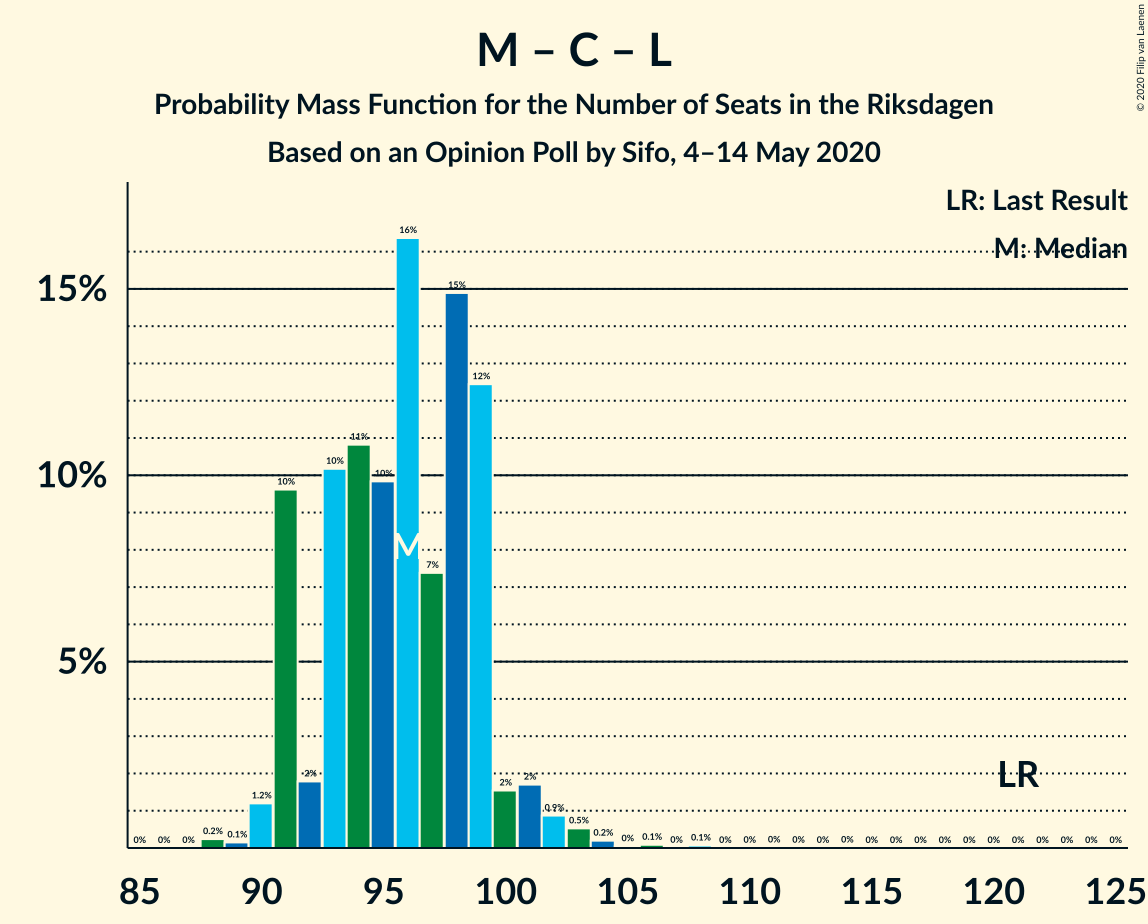 © 2020 Filip van Laenen
M – C – L
Probability Mass Function for the Number of Seats in the Riksdagen
Based on an Opinion Poll by Sifo, 4–14 May 2020
LR: Last Result
M: Median
15%
10%
5%
0% 0% 0% 0.2% 0.1% 1.2% 10% 2% 10% 11% 10% 16% 7% 15% 12% 2% 2% 0.9% 0.5% 0.2% 0% 0.1% 0% 0.1% 0% 0% 0% 0% 0% 0% 0% 0% 0% 0% 0% 0% 0% 0% 0% 0% 0%
M
LR
85 90 95 100 105 110 115 120 125